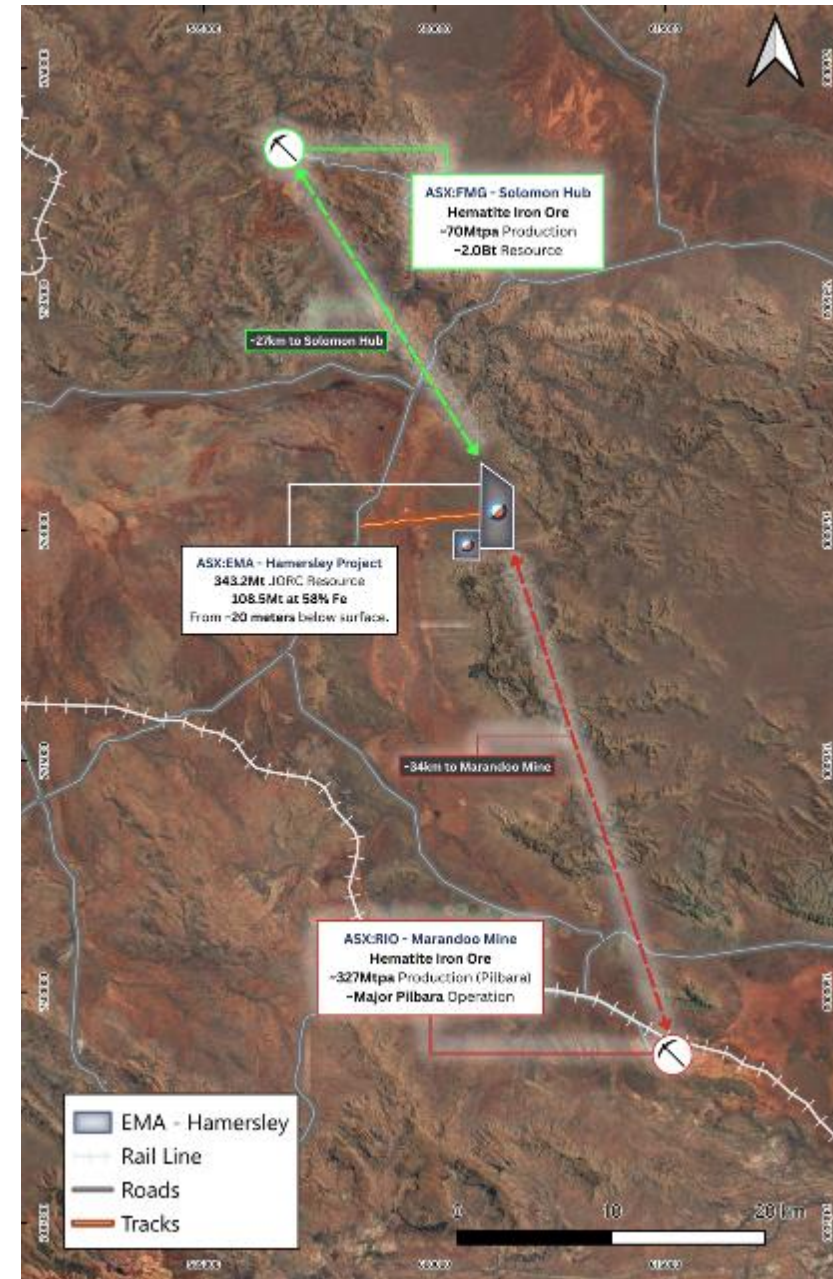 ASX:FMG - Solomon Hub
Hematite Iron Ore
~70Mtpa Production
~2.0Bt Resource
~27km to Solomon Hub
ASX:EMA - Hamersley Project
343.2Mt JORC Resource
108.5Mt at 58% Fe
From ~20 meters below surface.
~34km to Marandoo Mine
ASX:RIO - Marandoo Mine
Hematite Iron Ore
~327Mtpa Production (Pilbara)
~Major Pilbara Operation
EMA - Hamersley
Rail Line
Roads
Tracks
0 10 20 km